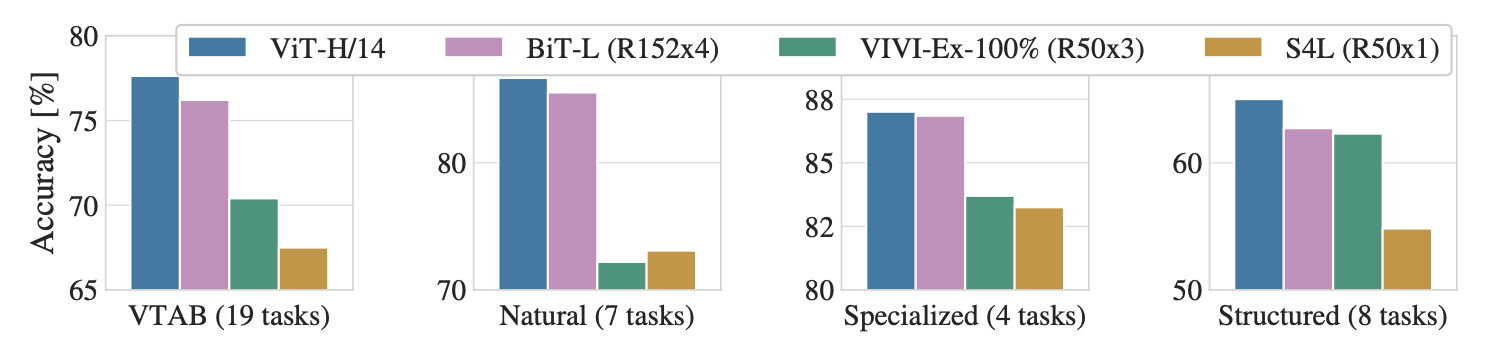 ViT-H/14 BiT-L (R152x4) VIVI-Ex-100% (R50x3) S4L (R50x1)
Accuracy [%]
80
75
70
65
VTAB (19 tasks)
80
70
Natural (7 tasks)
88
85
82
80
Specialized (4 tasks)
60
50
Structured (8 tasks)